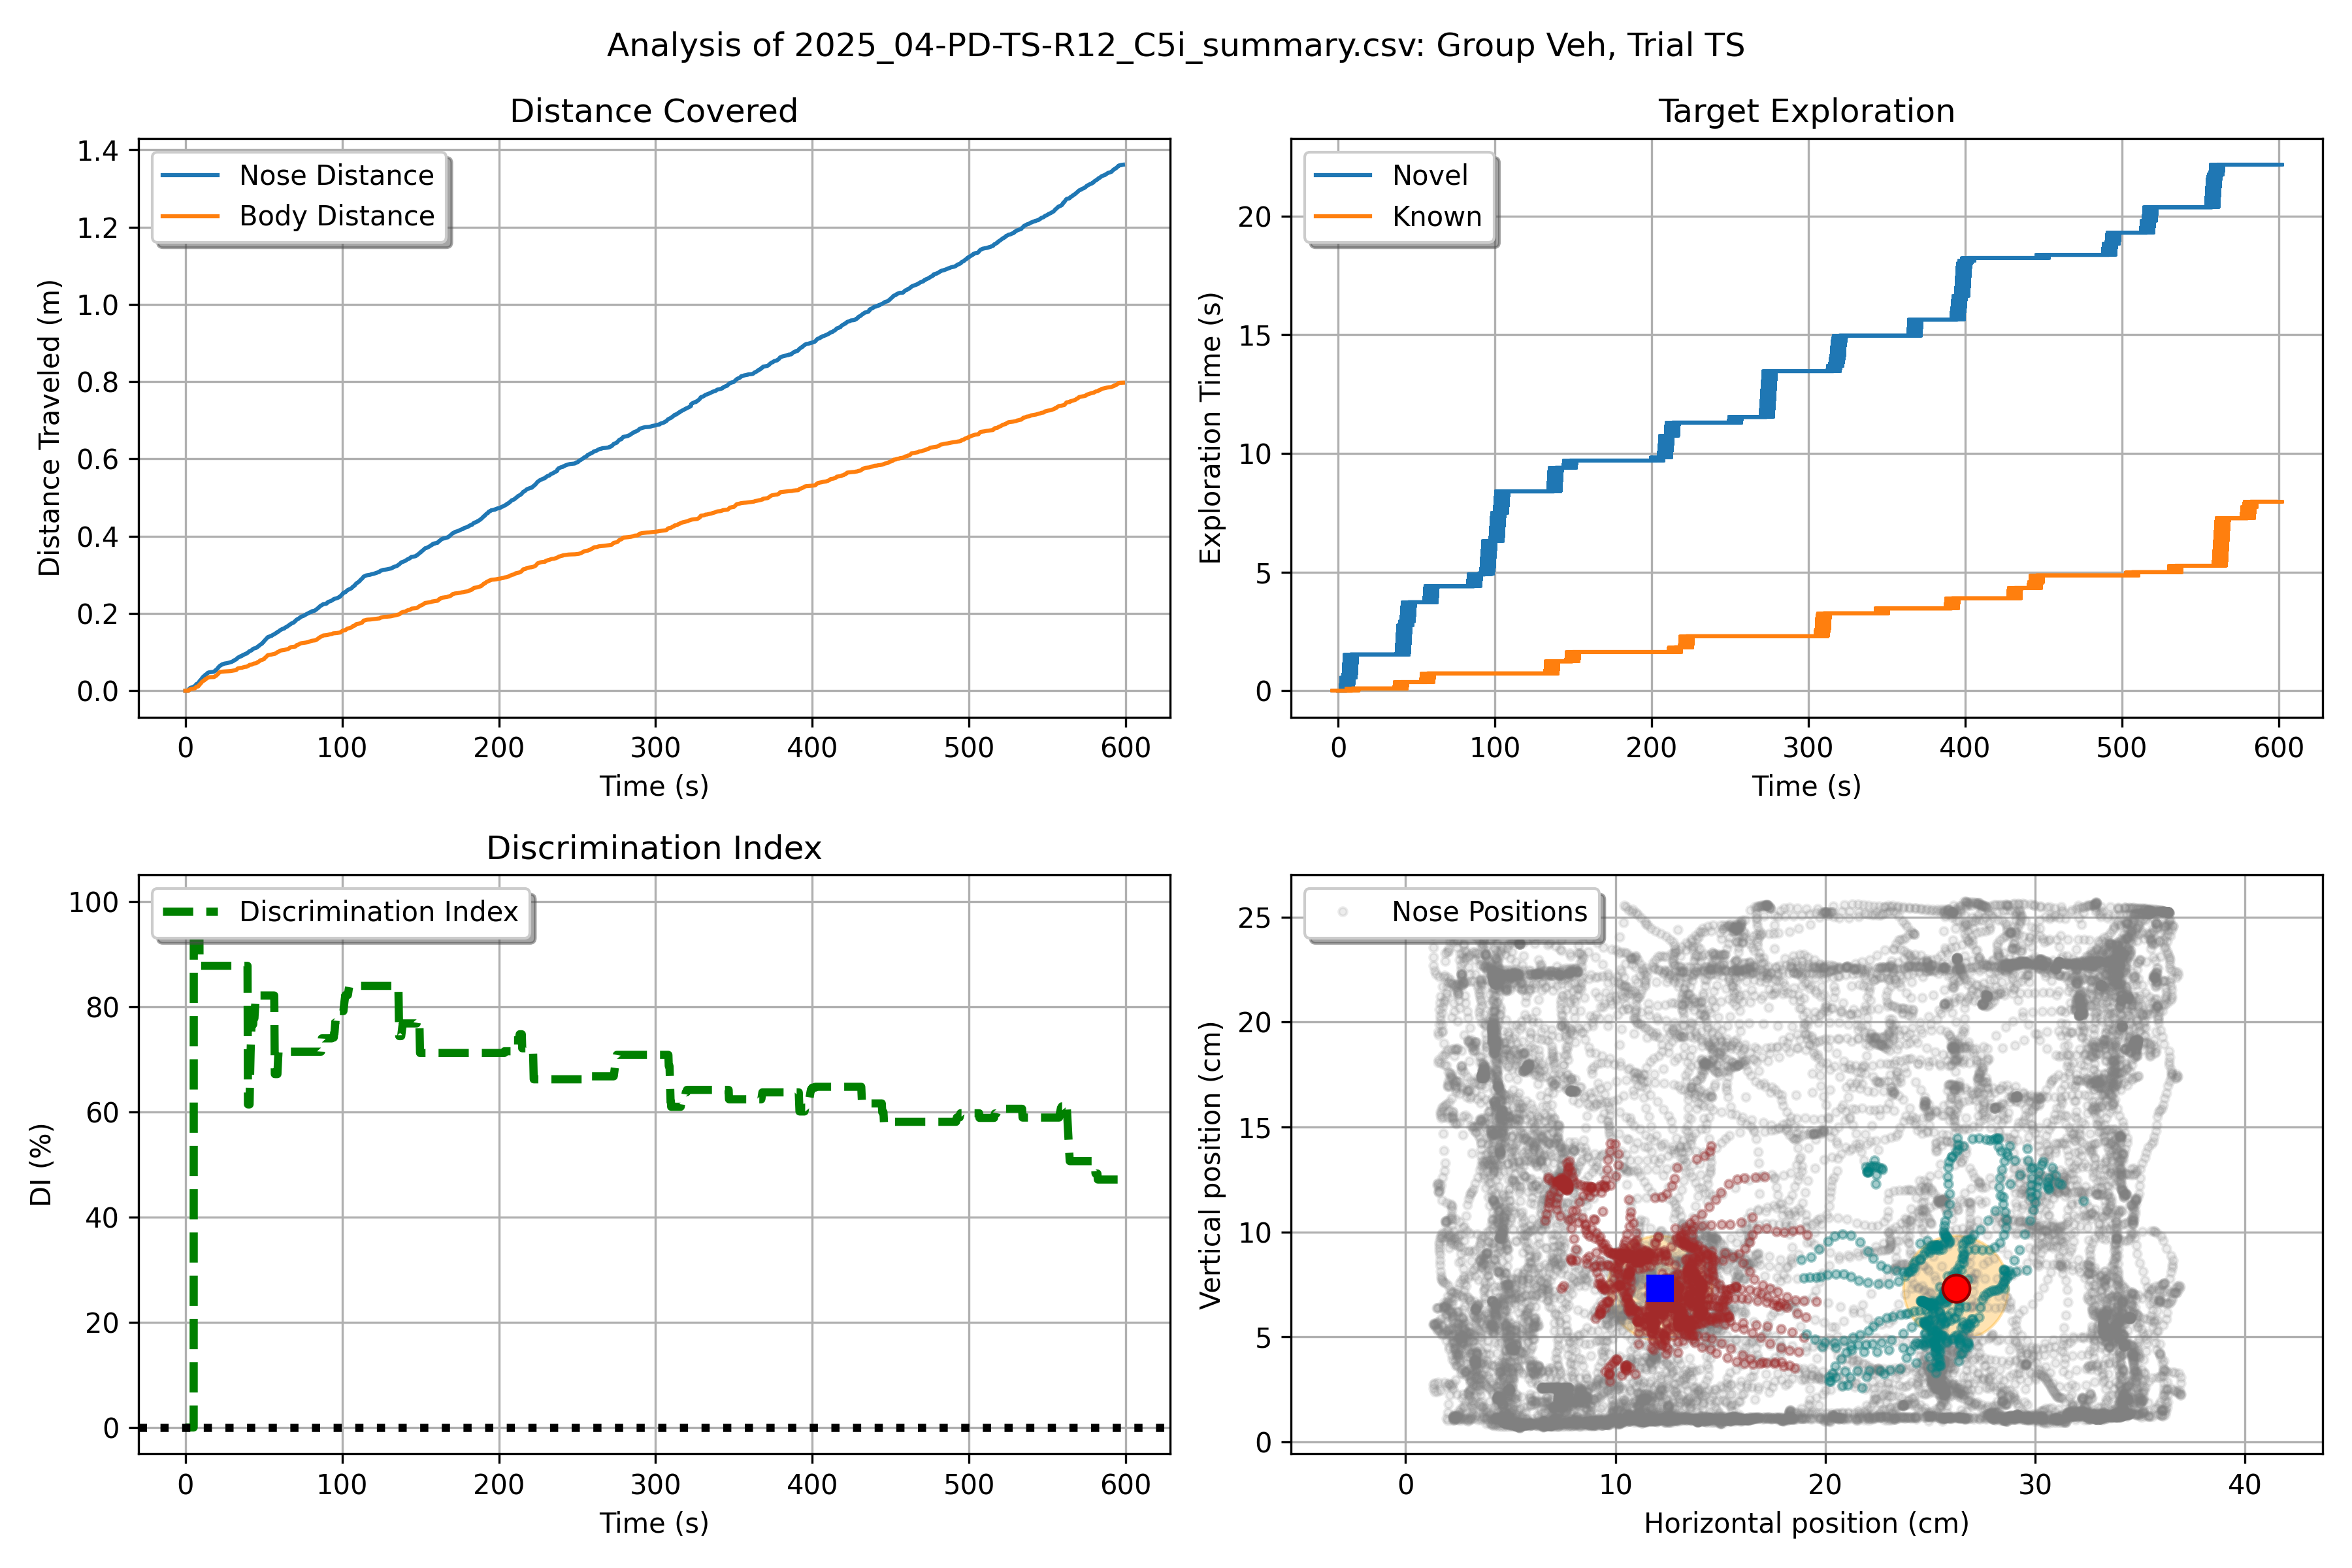 Analysis of 2025_04-PD-TS-R12_C5i_summary.csv: Group Veh, Trial TS
Distance Covered
Distance Traveled (m)
1.4
1.2
1.0
0.8
0.6
0.4
0.2
0.0
Nose Distance
Body Distance
0 100 200 300 400 500 600
Time (s)
Target Exploration
Exploration Time (s)
20
15
10
5
0
Novel
Known
0 100 200 300 400 500 600
Time (s)
Discrimination Index
DI (%)
100
80
60
40
20
0
Discrimination Index
0 100 200 300 400 500 600
Time (s)
Vertical position (cm)
25
20
15
10
5
0
Nose Positions
0 10 20 30 40
Horizontal position (cm)